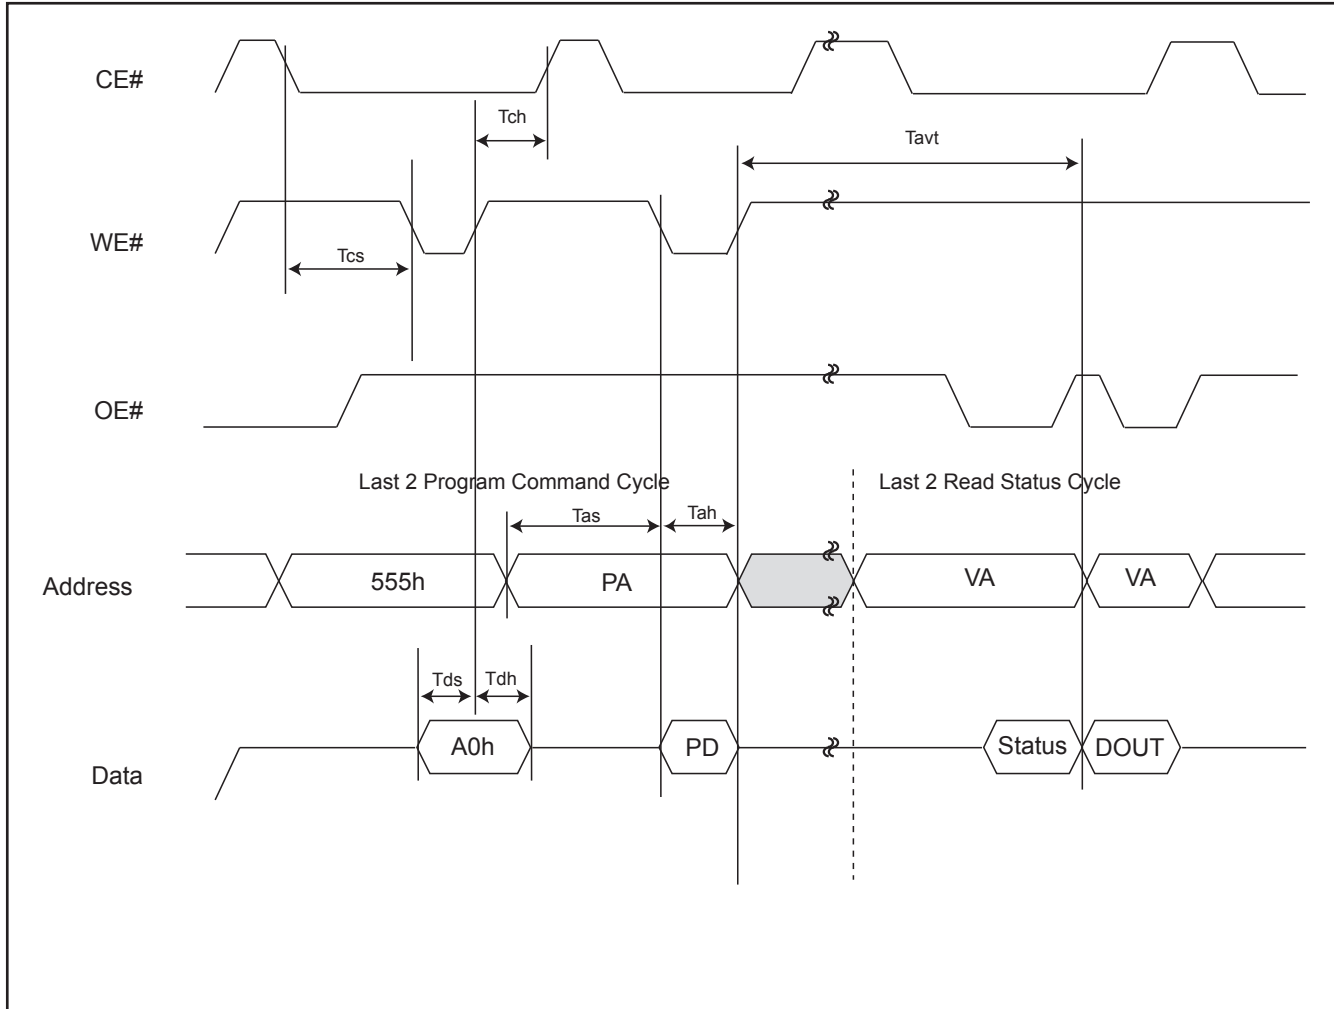 CE#
Tch
Tavt
WE#
Tcs
OE#
Last 2 Program Command Cycle
Last 2 Read Status Cycle
Tas
Tah
Address
555h
PA
VA
VA
Tds
Tdh
Data
A0h
PD
Status
DOUT